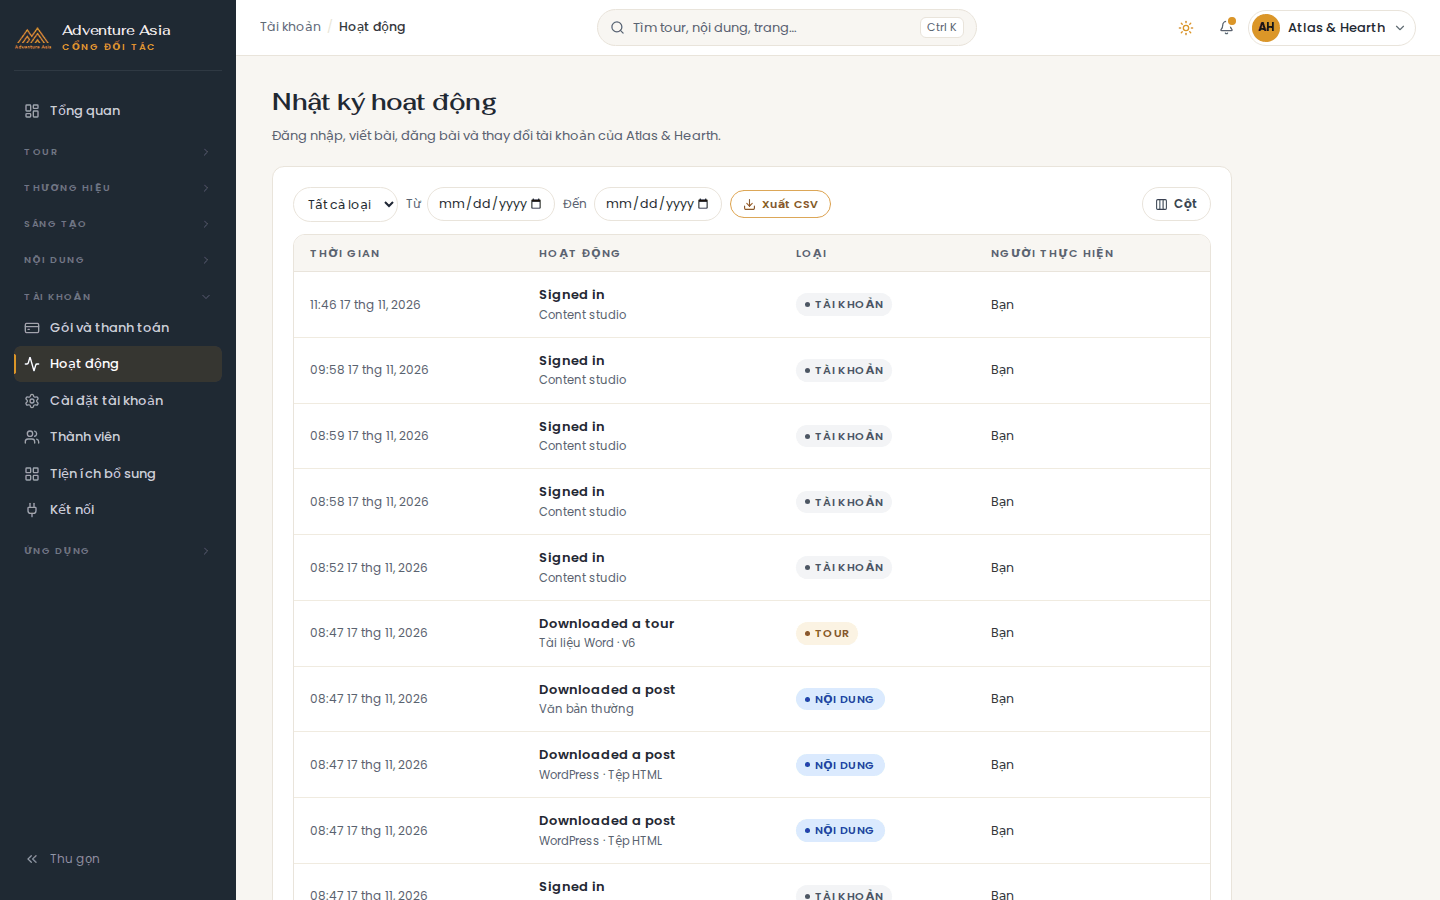 Adventure Asia
CỔNG ĐỐI TÁC
Adventure Asia
Tổng quan
TOUR
THƯƠNG HIỆU
SÁNG TẠO
NỘI DUNG
TÀI KHOẢN
Gói và thanh toán
Hoạt động
Cài đặt tài khoản
Thành viên
Tiện ích bổ sung
Kết nối
ỨNG DỤNG
Thu gọn
Tài khoản / Hoạt động
Tìm tour, nội dung, trang... Ctrl K
AH Atlas & Hearth
Nhật ký hoạt động
Đăng nhập, viết bài, đăng bài và thay đổi tài khoản của Atlas & Hearth.
Tất cả loại Từ mm/dd/yyyy Đến mm/dd/yyyy Xuất CSV Cột
THỜI GIAN HOẠT ĐỘNG LOẠI NGƯỜI THỰC HIỆN
11:46 17 thg 11, 2026 Signed in TÀI KHOẢN Bạn
Content studio
09:58 17 thg 11, 2026 Signed in TÀI KHOẢN Bạn
Content studio
08:59 17 thg 11, 2026 Signed in TÀI KHOẢN Bạn
Content studio
08:58 17 thg 11, 2026 Signed in TÀI KHOẢN Bạn
Content studio
08:52 17 thg 11, 2026 Signed in TÀI KHOẢN Bạn
Content studio
08:47 17 thg 11, 2026 Downloaded a tour TOUR Bạn
Tài liệu Word · v6
08:47 17 thg 11, 2026 Downloaded a post NỘI DUNG Bạn
Văn bản thường
08:47 17 thg 11, 2026 Downloaded a post NỘI DUNG Bạn
WordPress · Tệp HTML
08:47 17 thg 11, 2026 Downloaded a post NỘI DUNG Bạn
WordPress · Tệp HTML
08:47 17 thg 11, 2026 Signed in TÀI KHOẢN Bạn